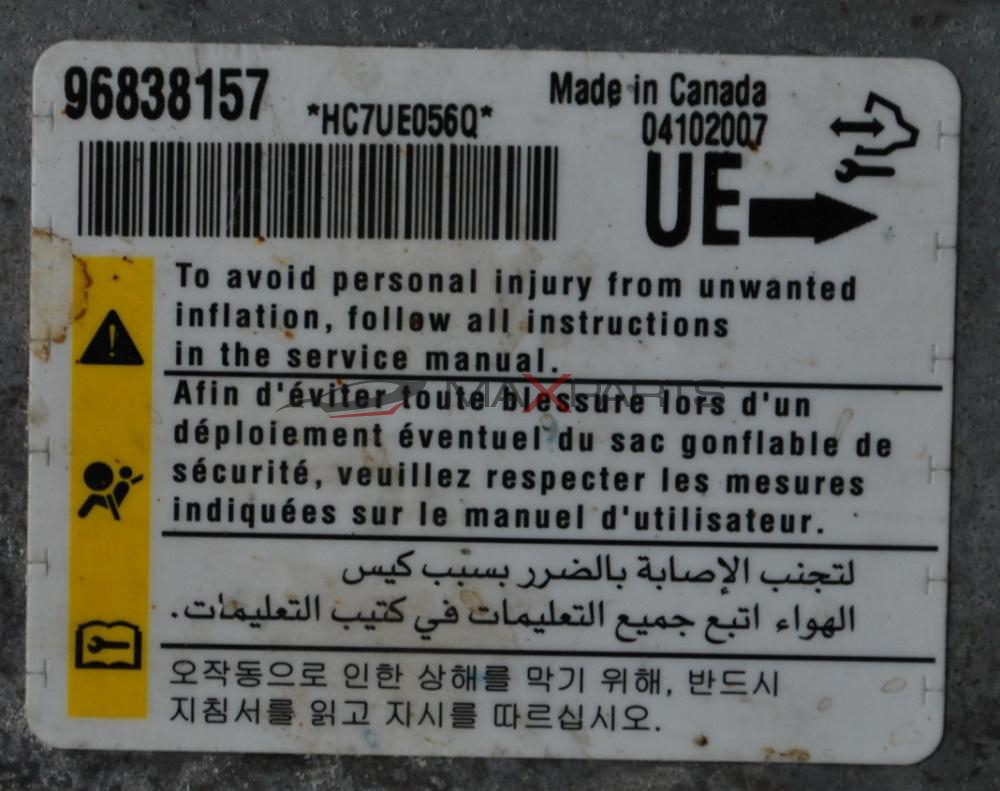 96838157
*HC7UE056Q*
Made in Canada
04102007
UE
To avoid personal injury from unwanted
inflation, follow all instructions
in the service manual.
MAXPARTS
Afin d'éviter toute blessure lors d'un
déploiement éventuel du sac gonflable de
sécurité, veuillez respecter les mesures
indiquées sur le manuel d'utilisateur.
لتجنب الإصابة بالضرر بسبب كيس
الهواء اتبع جميع التعليمات في كتيب التعليمات.
오작동으로 인한 상해를 막기 위해, 반드시
지침서를 읽고 지시를 따르십시오.